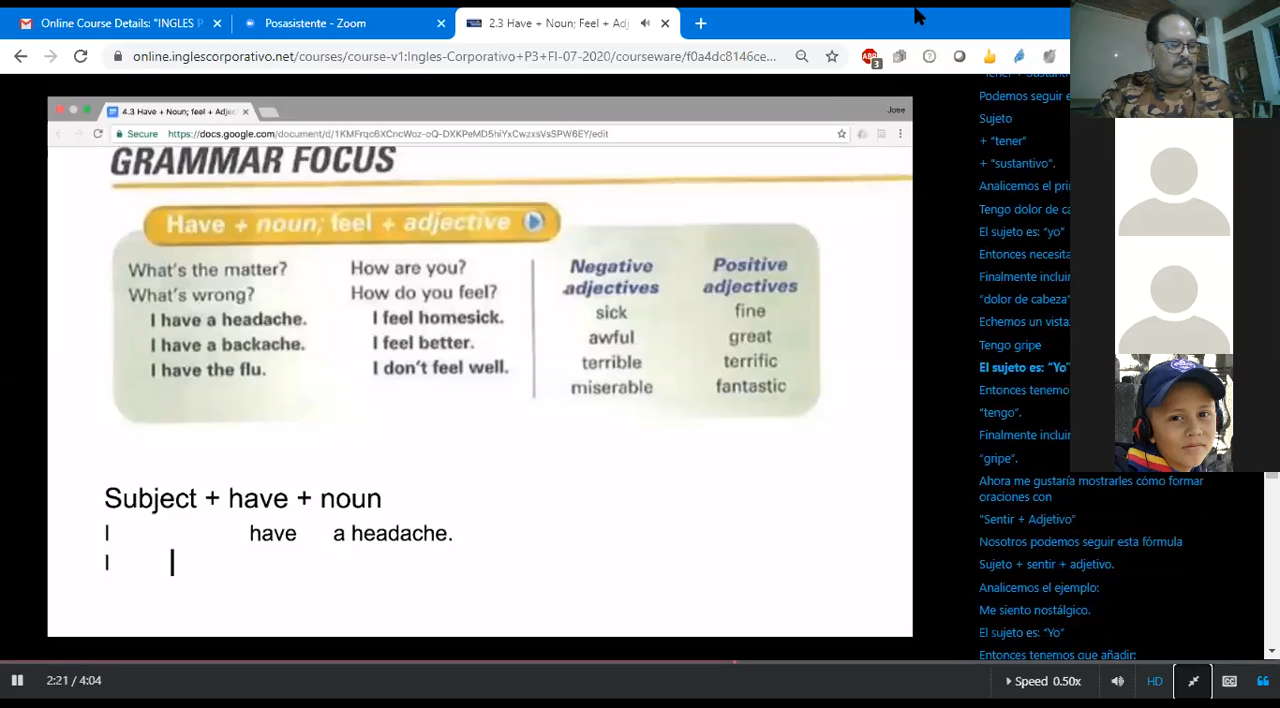 Online Course Details: "INGLES P
Posasistente - Zoom
2.3 Have + Noun; Feel + Adj
online.inglescorporativo.net/courses/course-v1:Ingles-Corporativo+P3+FI-07-2020/courseware/f0a4dc8146ce...
ABP
3
4.3 Have + Noun; feel + Adjec
Jose
Secure
https://docs.google.com/document/d/1KMFrqc6XCncWoz-oQ-DXKPeMD5hiYxCwzxsVsSPW6EY/edit
GRAMMAR FOCUS
Have + noun; feel + adjective
What's the matter?
What's wrong?
I have a headache.
I have a backache.
I have the flu.
How are you?
How do you feel?
I feel homesick.
I feel better.
I don't feel well.
Negative
adjectives
sick
awful
terrible
miserable
Positive
adjectives
fine
great
terrific
fantastic
Subject + have + noun
I have a headache.
I
Podemos seguir e
Sujeto
+ "tener"
+ "sustantivo".
Analicemos el pri
Tengo dolor de ca
El sujeto es: "yo"
Entonces necesita
Finalmente incluir
"dolor de cabeza"
Echemos un vistaz
Tengo gripe
El sujeto es: "Yo"
Entonces tenemo
"tengo".
Finalmente incluir
"gripe".
Ahora me gustaría mostrarles cómo formar
oraciones con
"Sentir + Adjetivo"
Nosotros podemos seguir esta fórmula
Sujeto + sentir + adjetivo.
Analicemos el ejemplo:
Me siento nostálgico.
El sujeto es: "Yo"
Entonces tenemos que añadir:
2:21 / 4:04
Speed 0.50x
HD